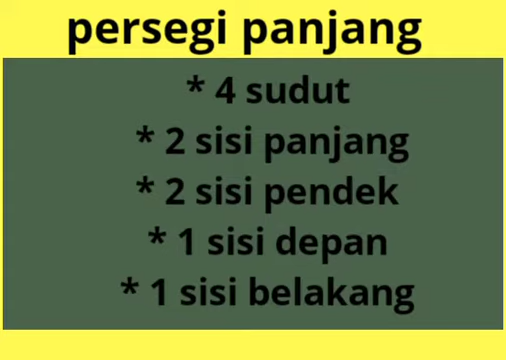 persegi panjang
* 4 sudut
* 2 sisi panjang
* 2 sisi pendek
* 1 sisi depan
* 1 sisi belakang